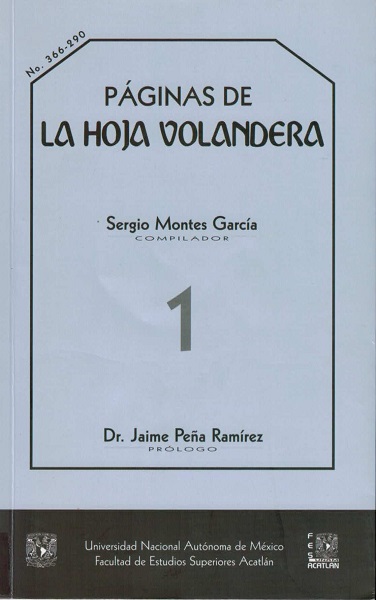 No. 366-290
PÁGINAS DE
LA HOJA VOLANDERA
Sergio Montes García
COMPILADOR
1
Dr. Jaime Peña Ramírez
PRÓLOGO
Universidad Nacional Autónoma de México
Facultad de Estudios Superiores Acatlán
F
E
S
ACATLÁN